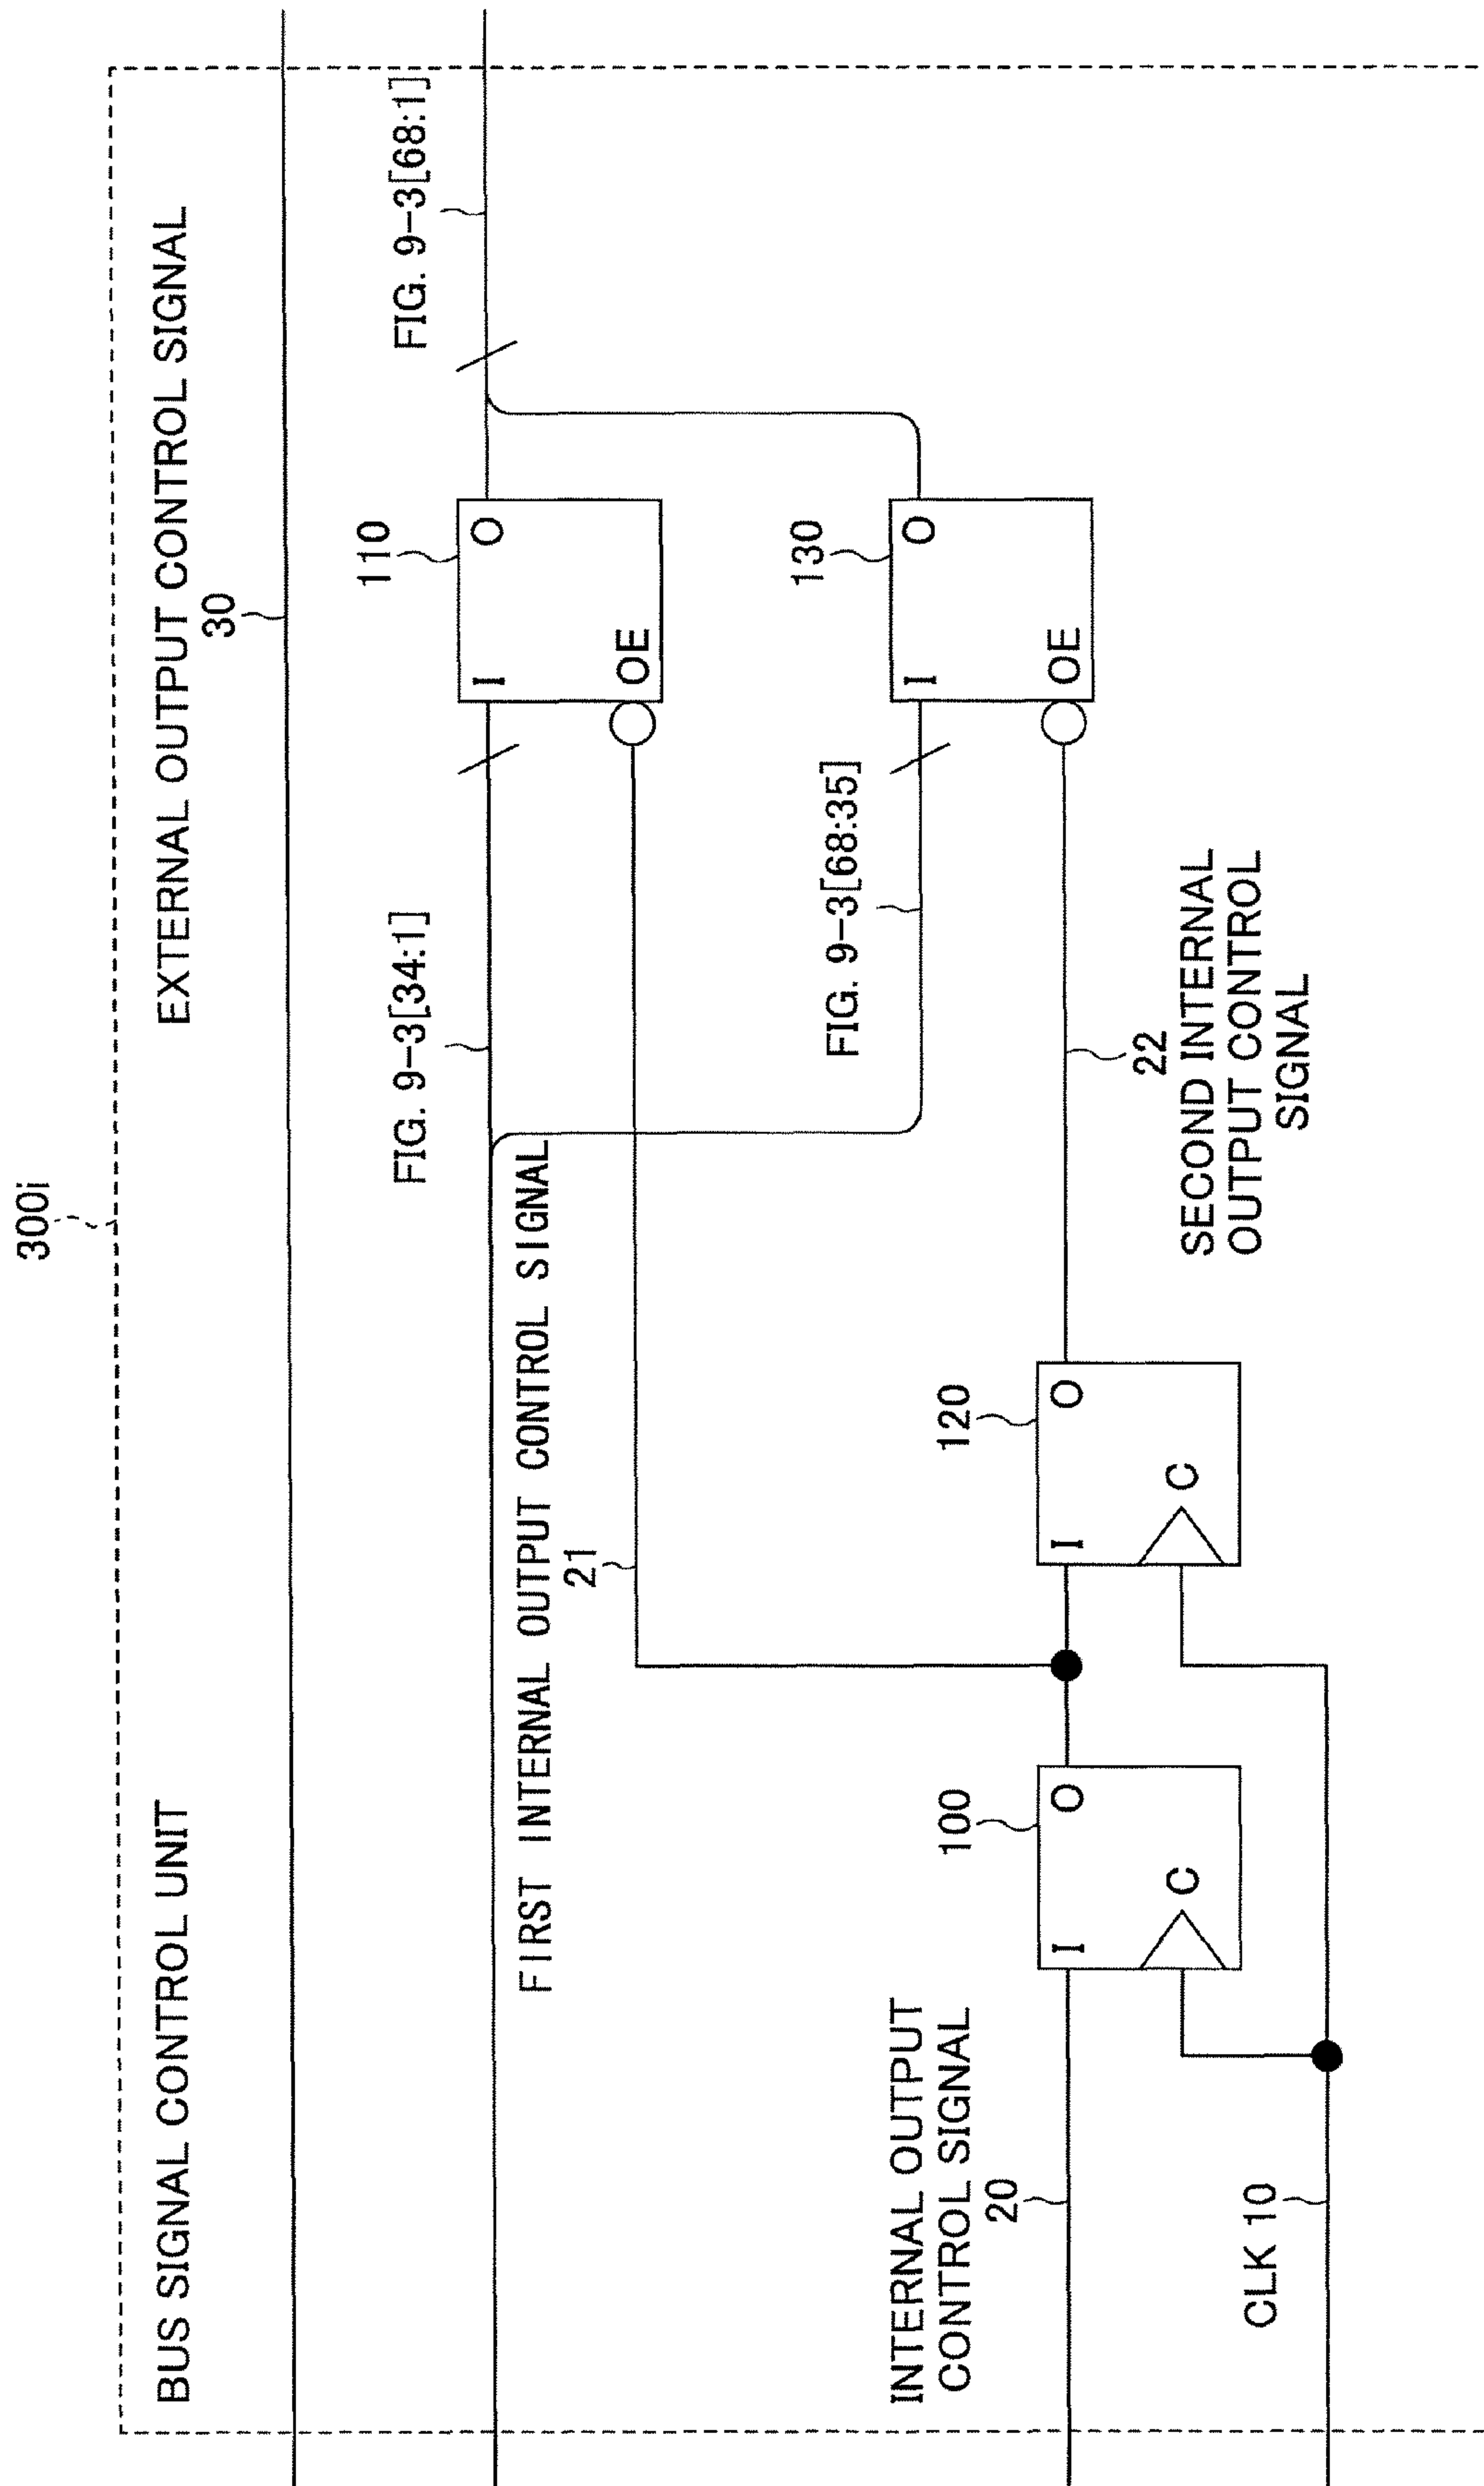 300i
BUS SIGNAL CONTROL UNIT
EXTERNAL OUTPUT CONTROL SIGNAL
30
FIG. 9-3[34:1]
110
FIG. 9-3[68:1]
I
O
OE
FIRST INTERNAL OUTPUT CONTROL SIGNAL
21
FIG. 9-3[68:35]
130
I
O
OE
INTERNAL OUTPUT
CONTROL SIGNAL
20
100
I
O
C
120
I
O
C
22
SECOND INTERNAL
OUTPUT CONTROL
SIGNAL
CLK 10